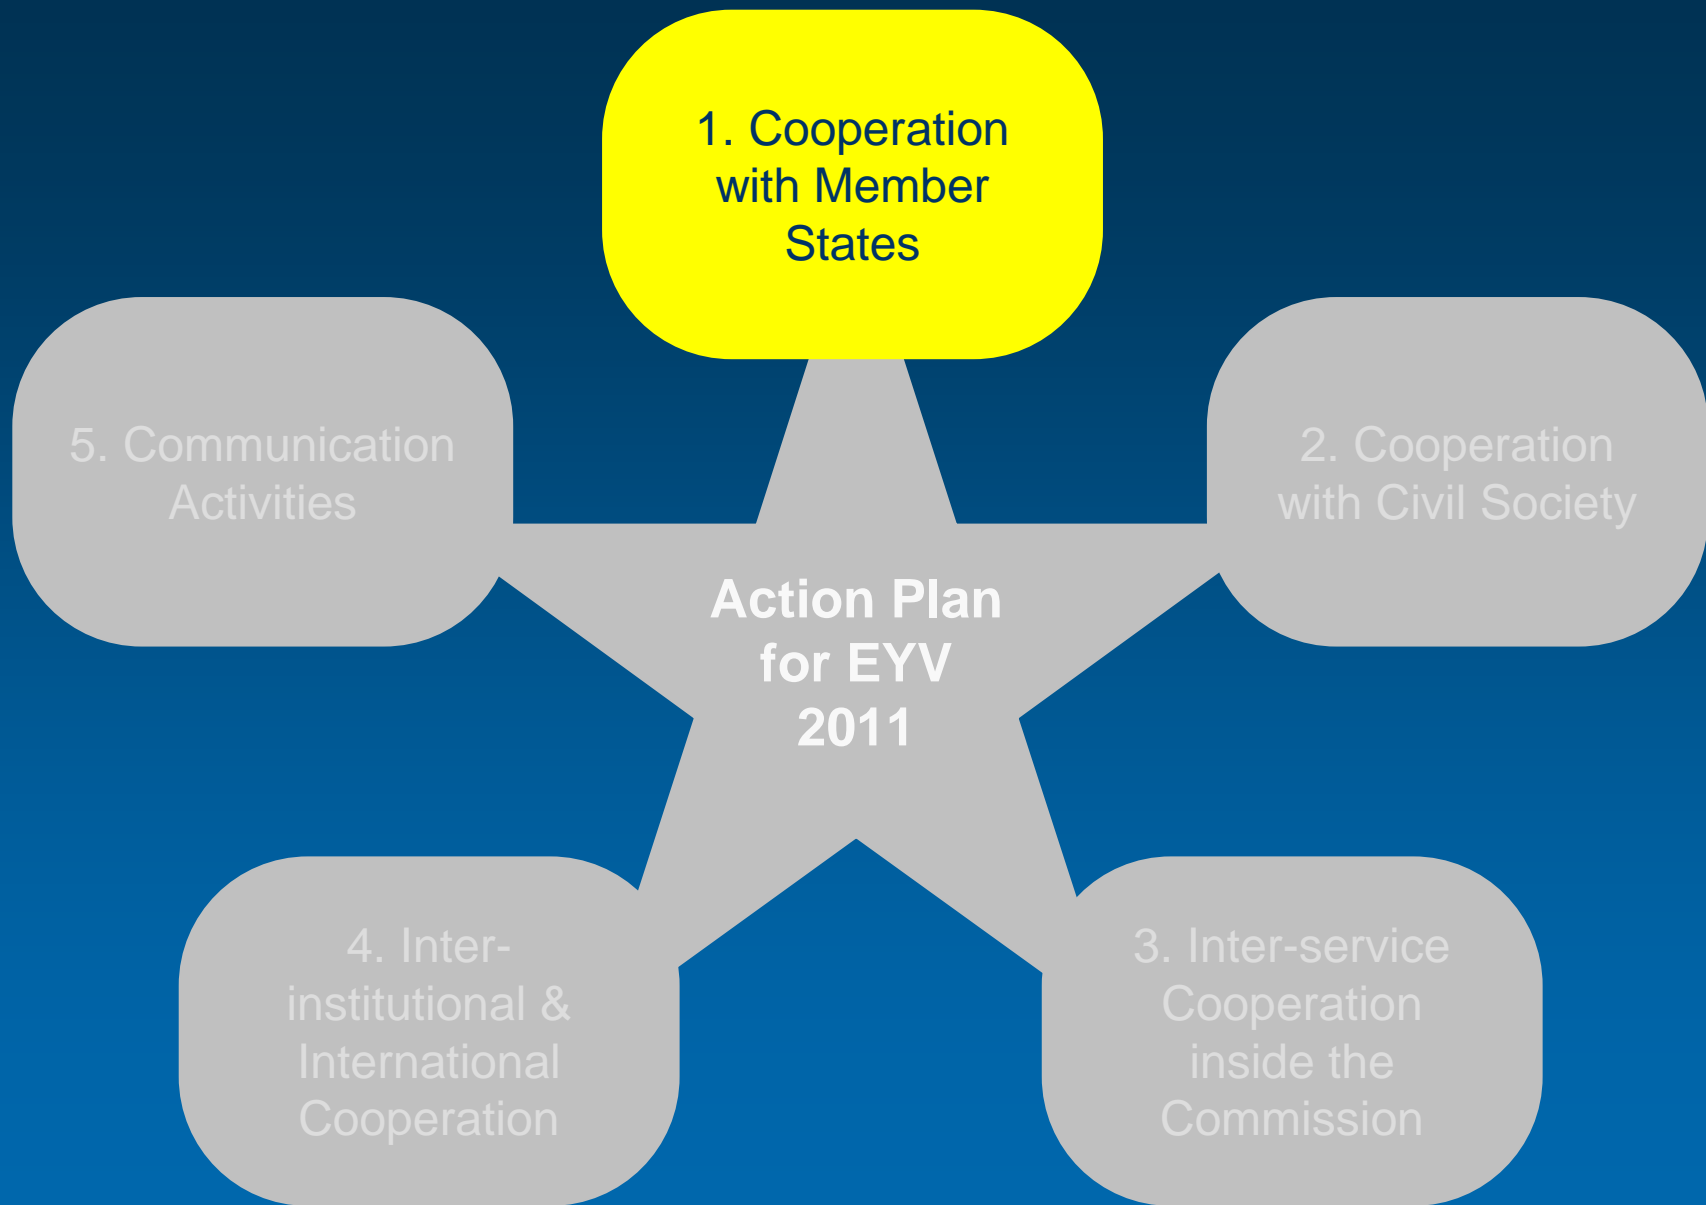 1. Cooperation
with Member
States
5. Communication
Activities
2. Cooperation
with Civil Society
Action Plan
for EYV
2011
4. Inter-
institutional &
International
Cooperation
3. Inter-service
Cooperation
inside the
Commission